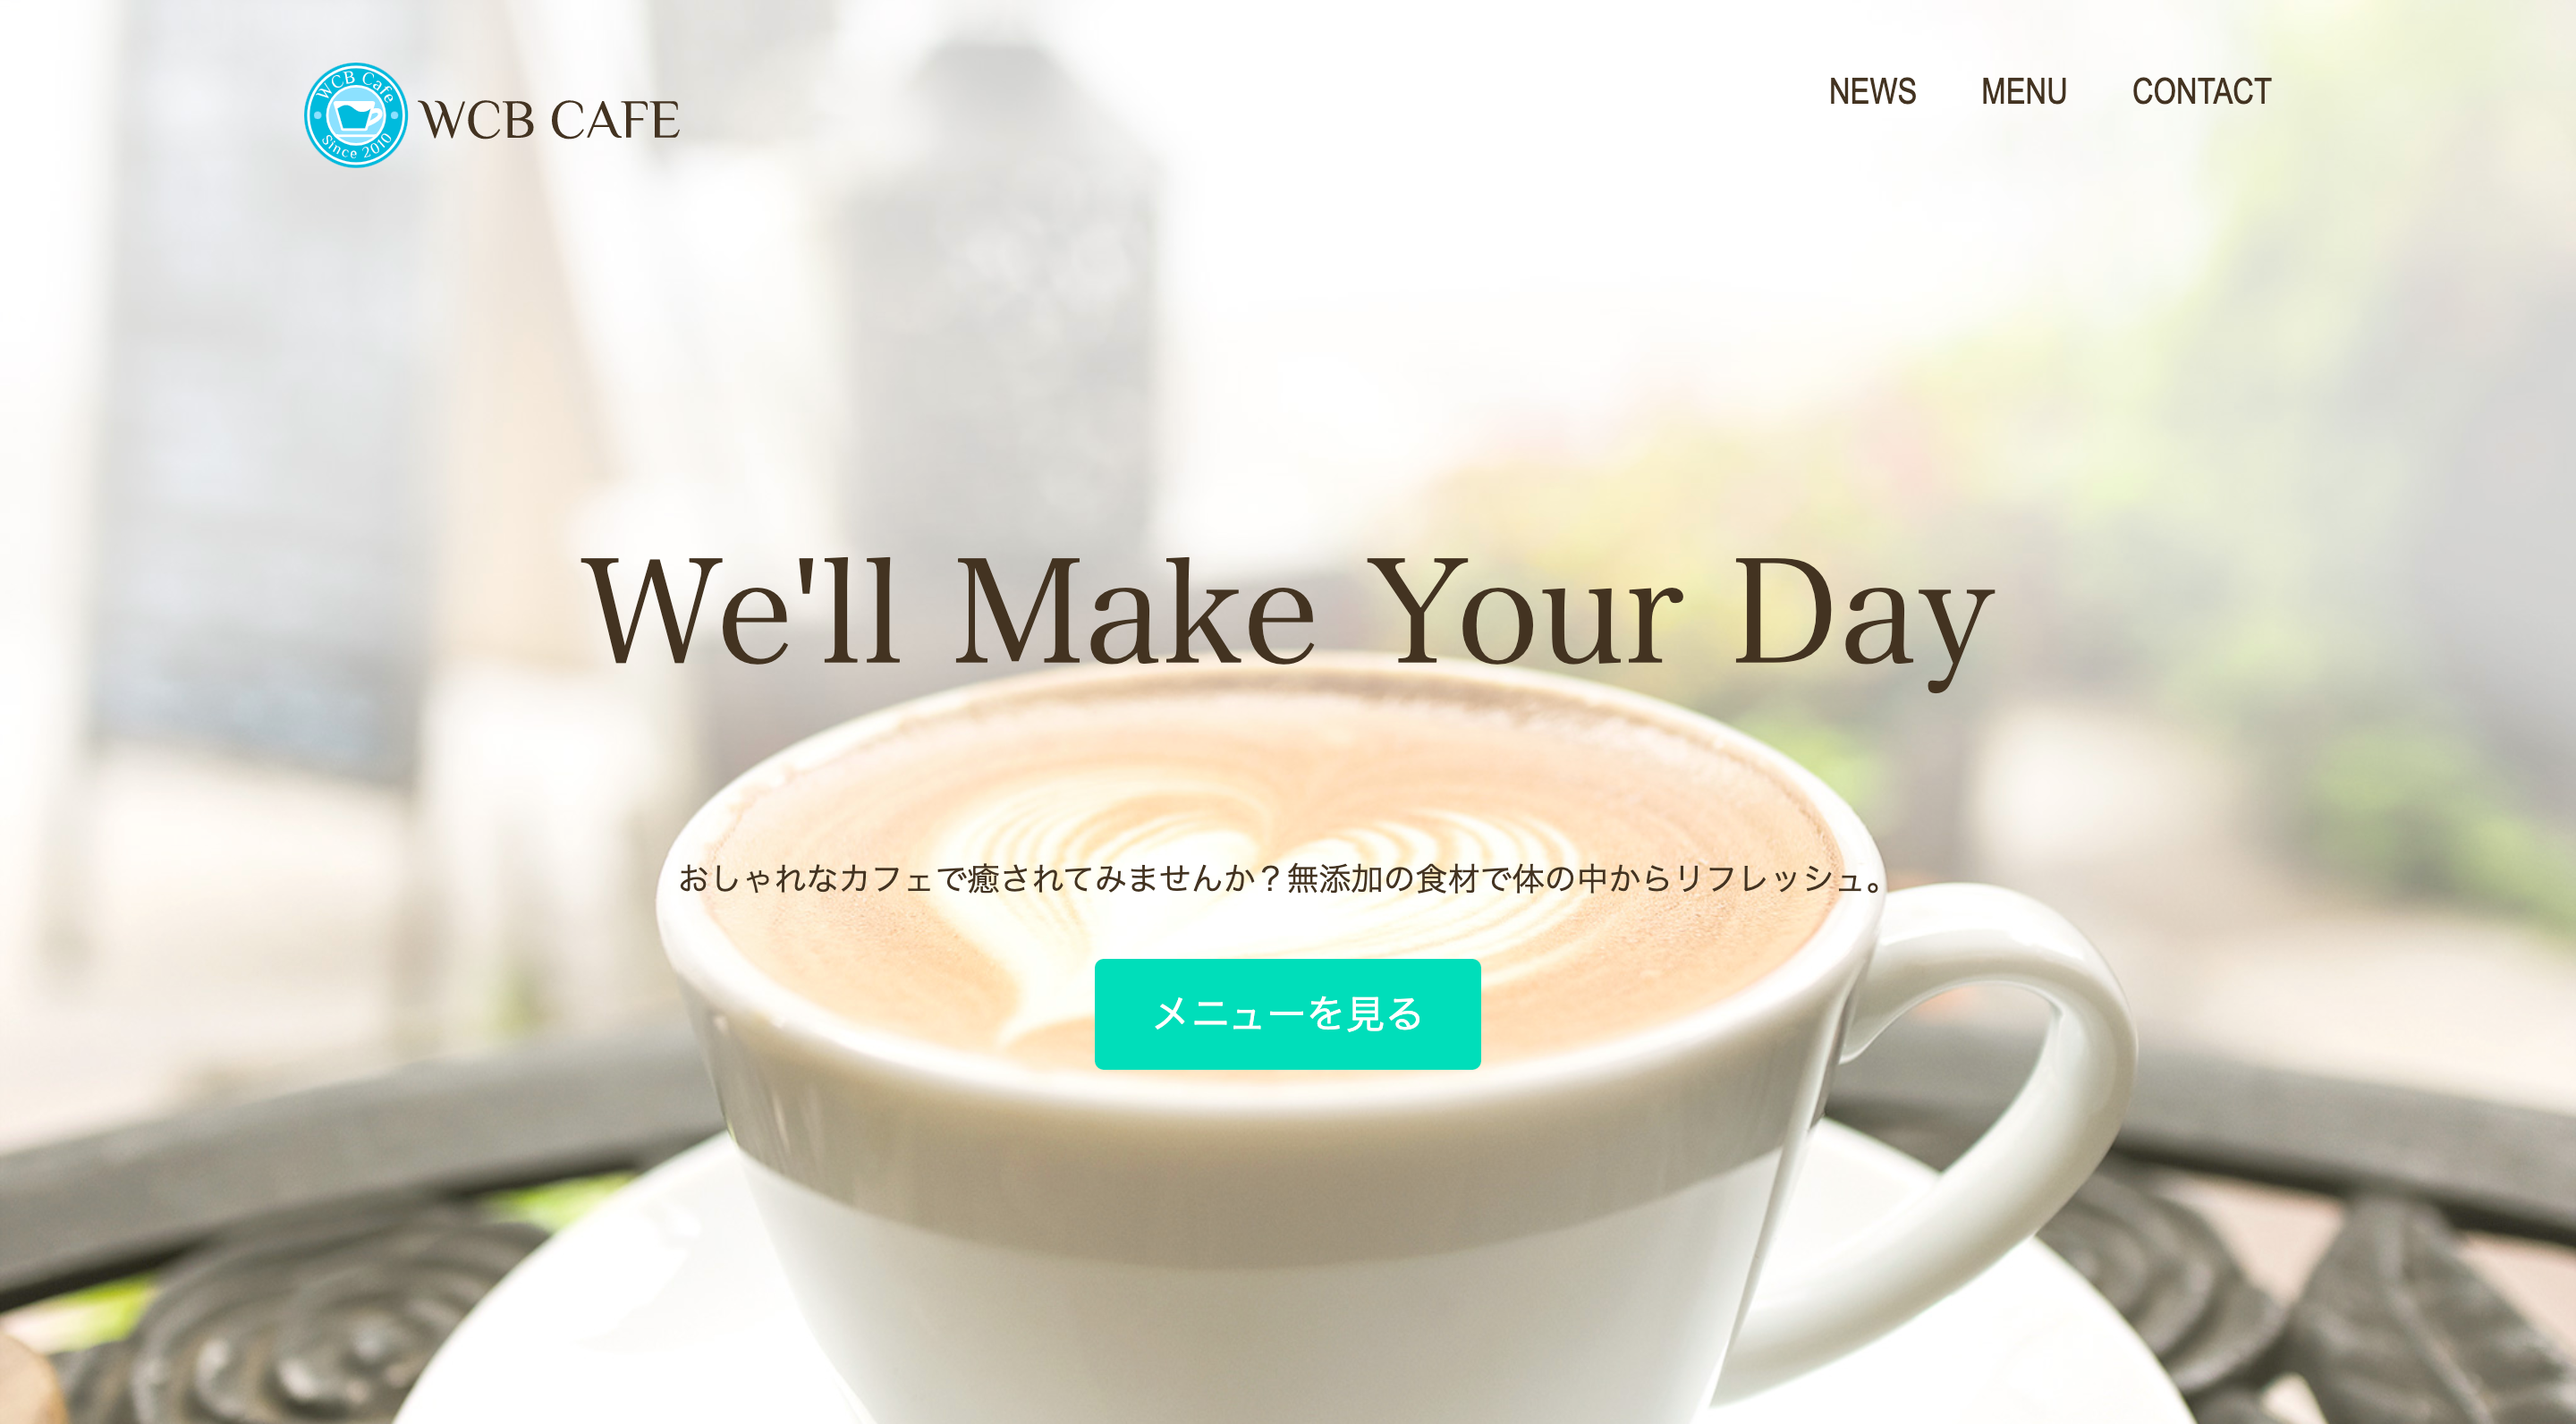 WCB Cafe
Since 2010
WCB CAFE
NEWS MENU CONTACT
We'll Make Your Day
おしゃれなカフェで癒されてみませんか？無添加の食材で体の中からリフレッシュ。
メニューを見る